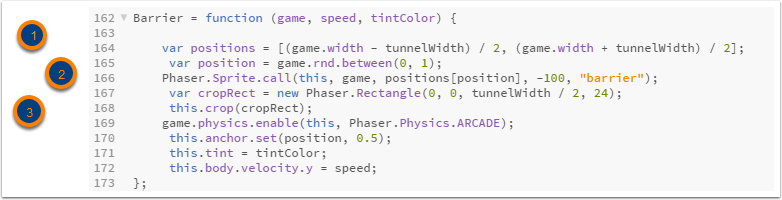 162 Barrier = function (game, speed, tintColor) {
1
163
164 var positions = [(game.width - tunnelWidth) / 2, (game.width + tunnelWidth) / 2];
165 var position = game.rnd.between(0, 1);
2
166 Phaser.Sprite.call(this, game, positions[position], -100, "barrier");
167 var cropRect = new Phaser.Rectangle(0, 0, tunnelWidth / 2, 24);
3
168 this.crop(cropRect);
169 game.physics.enable(this, Phaser.Physics.ARCADE);
170 this.anchor.set(position, 0.5);
171 this.tint = tintColor;
172 this.body.velocity.y = speed;
173 };